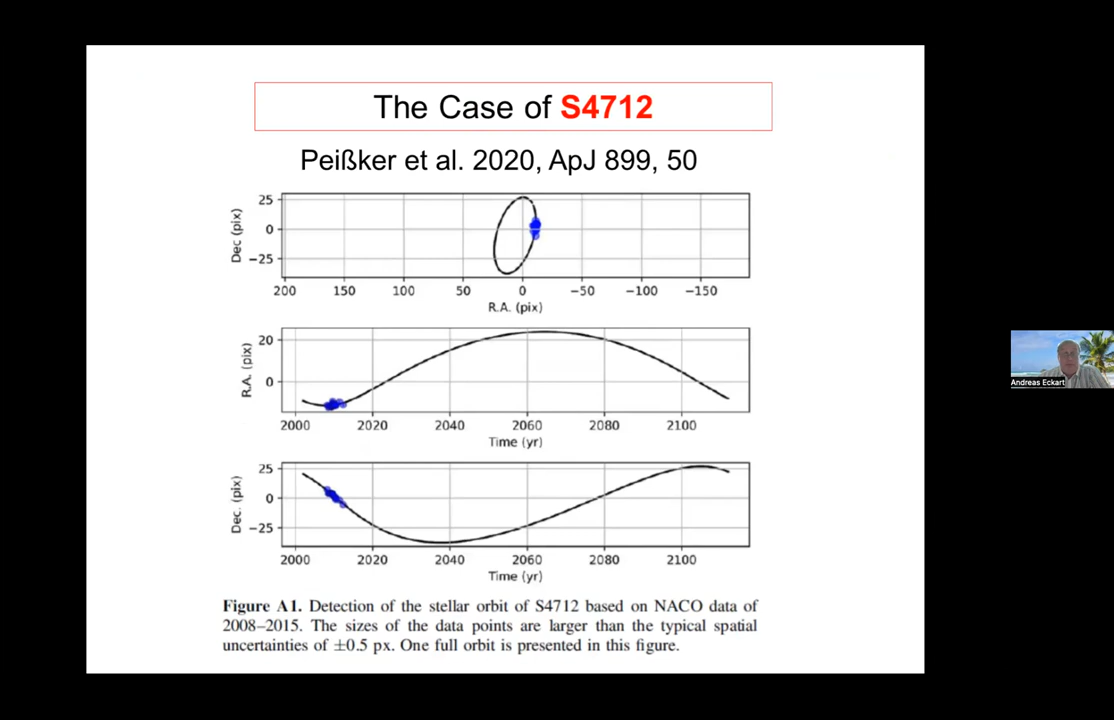 The Case of S4712
Peißker et al. 2020, ApJ 899, 50
25
0
−25
Dec (pix)
200 150 100 50 0 −50 −100 −150
R.A. (pix)
20
0
R.A. (pix)
2000 2020 2040 2060 2080 2100
Time (yr)
25
0
−25
Dec. (pix)
2000 2020 2040 2060 2080 2100
Time (yr)
Figure A1. Detection of the stellar orbit of S4712 based on NACO data of
2008–2015. The sizes of the data points are larger than the typical spatial
uncertainties of ±0.5 px. One full orbit is presented in this figure.
Andreas Eckart